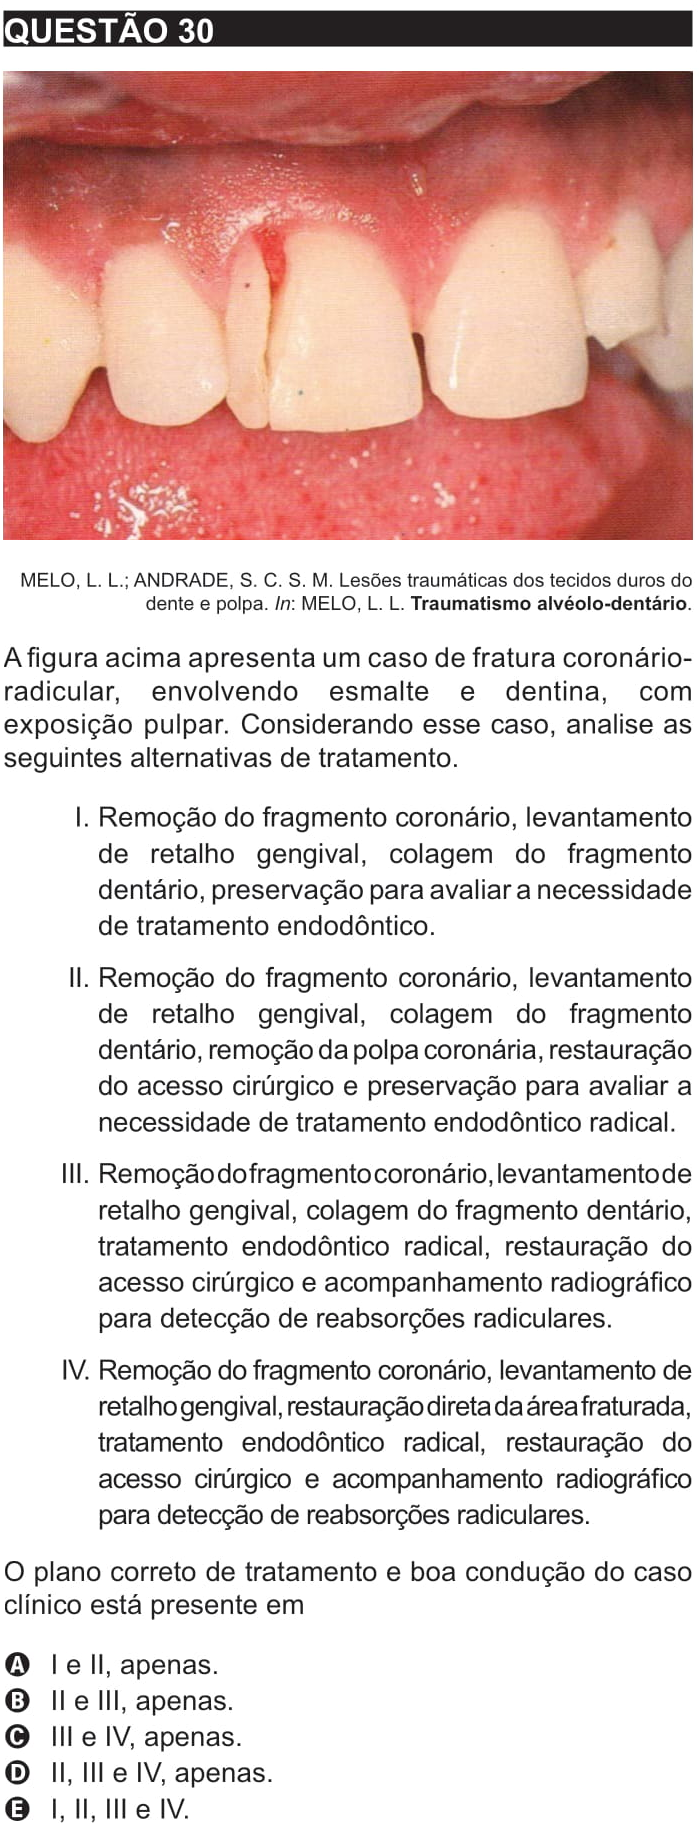 QUESTÃO 30
MELO, L. L.; ANDRADE, S. C. S. M. Lesões traumáticas dos tecidos duros do
dente e polpa. In: MELO, L. L. Traumatismo alvéolo-dentário.
A figura acima apresenta um caso de fratura coronário-
radicular, envolvendo esmalte e dentina, com
exposição pulpar. Considerando esse caso, analise as
seguintes alternativas de tratamento.
I. Remoção do fragmento coronário, levantamento
de retalho gengival, colagem do fragmento
dentário, preservação para avaliar a necessidade
de tratamento endodôntico.
II. Remoção do fragmento coronário, levantamento
de retalho gengival, colagem do fragmento
dentário, remoção da polpa coronária, restauração
do acesso cirúrgico e preservação para avaliar a
necessidade de tratamento endodôntico radical.
III. Remoção do fragmento coronário, levantamento de
retalho gengival, colagem do fragmento dentário,
tratamento endodôntico radical, restauração do
acesso cirúrgico e acompanhamento radiográfico
para detecção de reabsorções radiculares.
IV. Remoção do fragmento coronário, levantamento de
retalho gengival, restauração direta da área fraturada,
tratamento endodôntico radical, restauração do
acesso cirúrgico e acompanhamento radiográfico
para detecção de reabsorções radiculares.
O plano correto de tratamento e boa condução do caso
clínico está presente em
A I e II, apenas.
B II e III, apenas.
C III e IV, apenas.
D II, III e IV, apenas.
E I, II, III e IV.